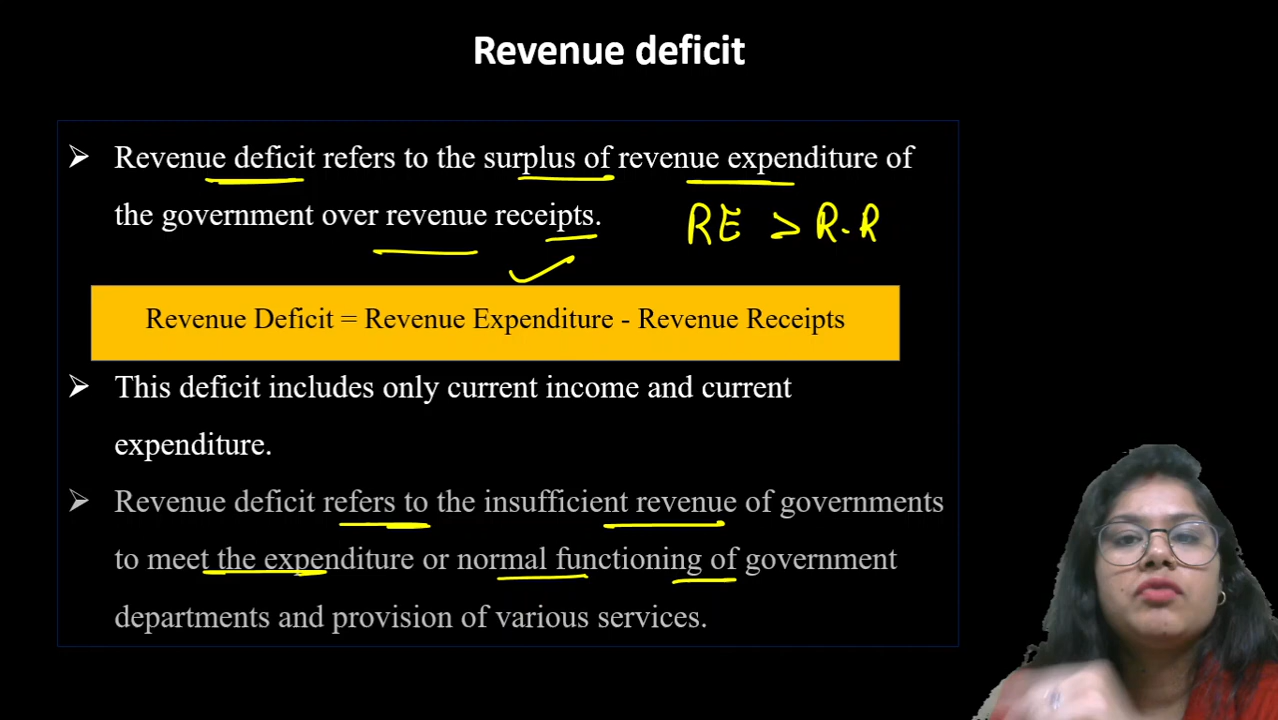 Revenue deficit
➢ Revenue deficit refers to the surplus of revenue expenditure of
the government over revenue receipts.
RE > R.R
Revenue Deficit = Revenue Expenditure - Revenue Receipts
➢ This deficit includes only current income and current
expenditure.
➢ Revenue deficit refers to the insufficient revenue of governments
to meet the expenditure or normal functioning of government
departments and provision of various services.